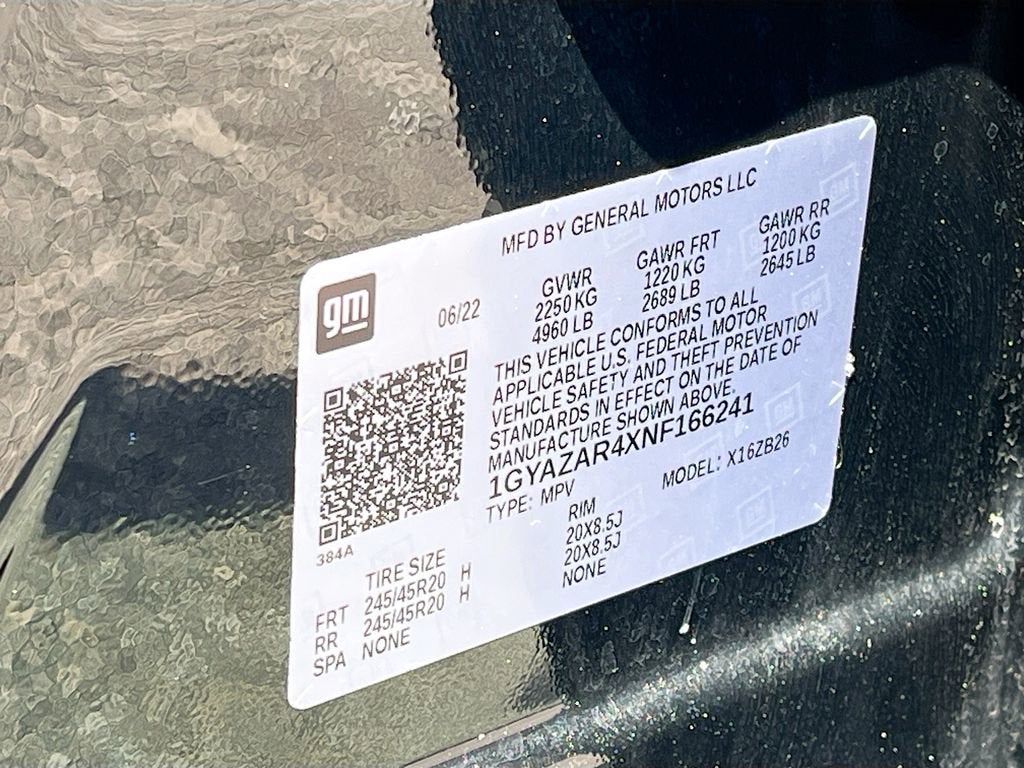 MFD BY GENERAL MOTORS LLC
gm
06/22
GVWR GAWR FRT GAWR RR
2250 KG 1220 KG 1200 KG
4960 LB 2689 LB 2645 LB
THIS VEHICLE CONFORMS TO ALL
APPLICABLE U.S. FEDERAL MOTOR
VEHICLE SAFETY AND THEFT PREVENTION
STANDARDS IN EFFECT ON THE DATE OF
MANUFACTURE SHOWN ABOVE.
1GYAZAR4XNF166241
TYPE: MPV MODEL: X16ZB26
384A
TIRE SIZE RIM
FRT 245/45R20 H 20X8.5J
RR 245/45R20 H 20X8.5J
SPA NONE NONE